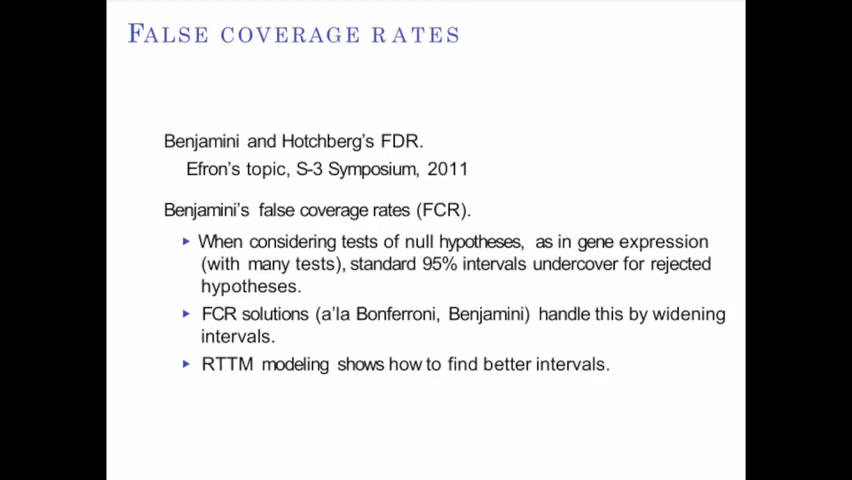 FALSE COVERAGE RATES
Benjamini and Hotchberg's FDR.
Efron's topic, S-3 Symposium, 2011
Benjamini's false coverage rates (FCR).
When considering tests of null hypotheses, as in gene expression
(with many tests), standard 95% intervals undercover for rejected
hypotheses.
FCR solutions (a'la Bonferroni, Benjamini) handle this by widening
intervals.
RTTM modeling shows how to find better intervals.